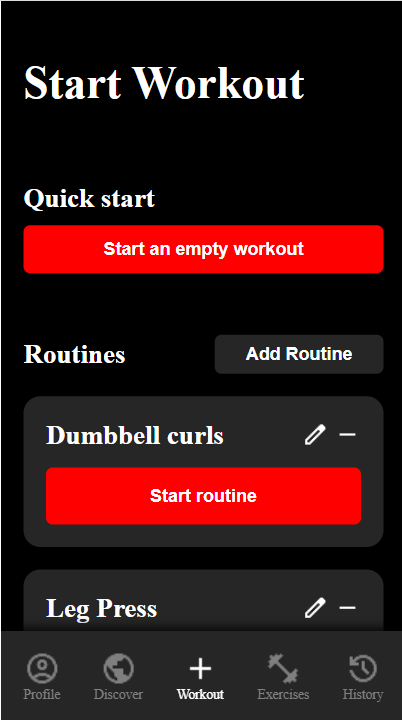 Start Workout
Quick start
Start an empty workout
Routines
Add Routine
Dumbbell curls
Start routine
Leg Press
Profile
Discover
Workout
Exercises
History